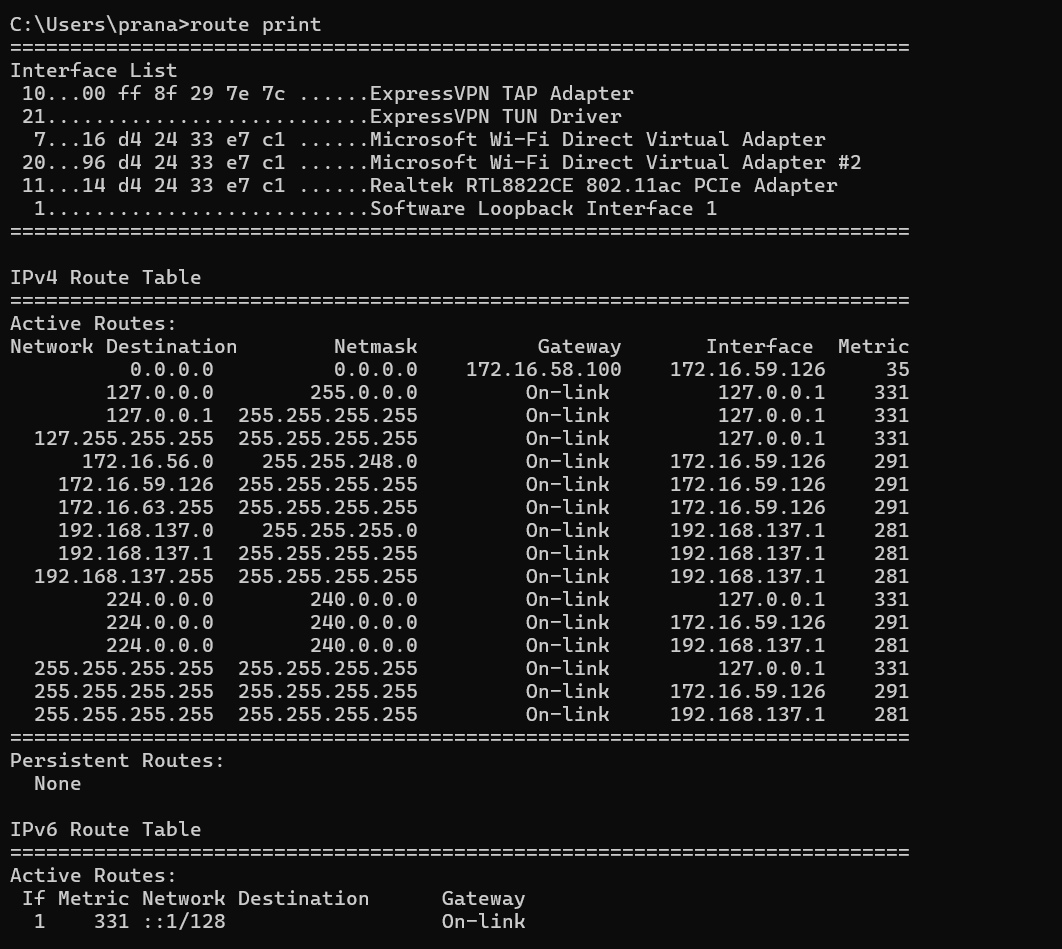 C:\Users\prana>route print
===========================================================================
Interface List
 10...00 ff 8f 29 7e 7c ......ExpressVPN TAP Adapter
 21...........................ExpressVPN TUN Driver
  7...16 d4 24 33 e7 c1 ......Microsoft Wi-Fi Direct Virtual Adapter
 20...96 d4 24 33 e7 c1 ......Microsoft Wi-Fi Direct Virtual Adapter #2
 11...14 d4 24 33 e7 c1 ......Realtek RTL8822CE 802.11ac PCIe Adapter
  1...........................Software Loopback Interface 1
===========================================================================

IPv4 Route Table
===========================================================================
Active Routes:
Network Destination        Netmask          Gateway       Interface  Metric
          0.0.0.0          0.0.0.0    172.16.58.100    172.16.59.126     35
        127.0.0.0        255.0.0.0         On-link         127.0.0.1    331
        127.0.0.1  255.255.255.255         On-link         127.0.0.1    331
  127.255.255.255  255.255.255.255         On-link         127.0.0.1    331
      172.16.56.0    255.255.248.0         On-link     172.16.59.126    291
    172.16.59.126  255.255.255.255         On-link     172.16.59.126    291
    172.16.63.255  255.255.255.255         On-link     172.16.59.126    291
    192.168.137.0    255.255.255.0         On-link     192.168.137.1    281
    192.168.137.1  255.255.255.255         On-link     192.168.137.1    281
  192.168.137.255  255.255.255.255         On-link     192.168.137.1    281
        224.0.0.0        240.0.0.0         On-link         127.0.0.1    331
        224.0.0.0        240.0.0.0         On-link     172.16.59.126    291
        224.0.0.0        240.0.0.0         On-link     192.168.137.1    281
  255.255.255.255  255.255.255.255         On-link         127.0.0.1    331
  255.255.255.255  255.255.255.255         On-link     172.16.59.126    291
  255.255.255.255  255.255.255.255         On-link     192.168.137.1    281
===========================================================================
Persistent Routes:
  None

IPv6 Route Table
===========================================================================
Active Routes:
 If Metric Network Destination      Gateway
  1    331 ::1/128                  On-link